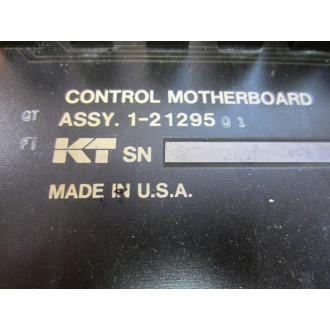 CONTROL MOTHERBOARD
GT ASSY. 1-21295 01
FT KT SN
MADE IN U.S.A.